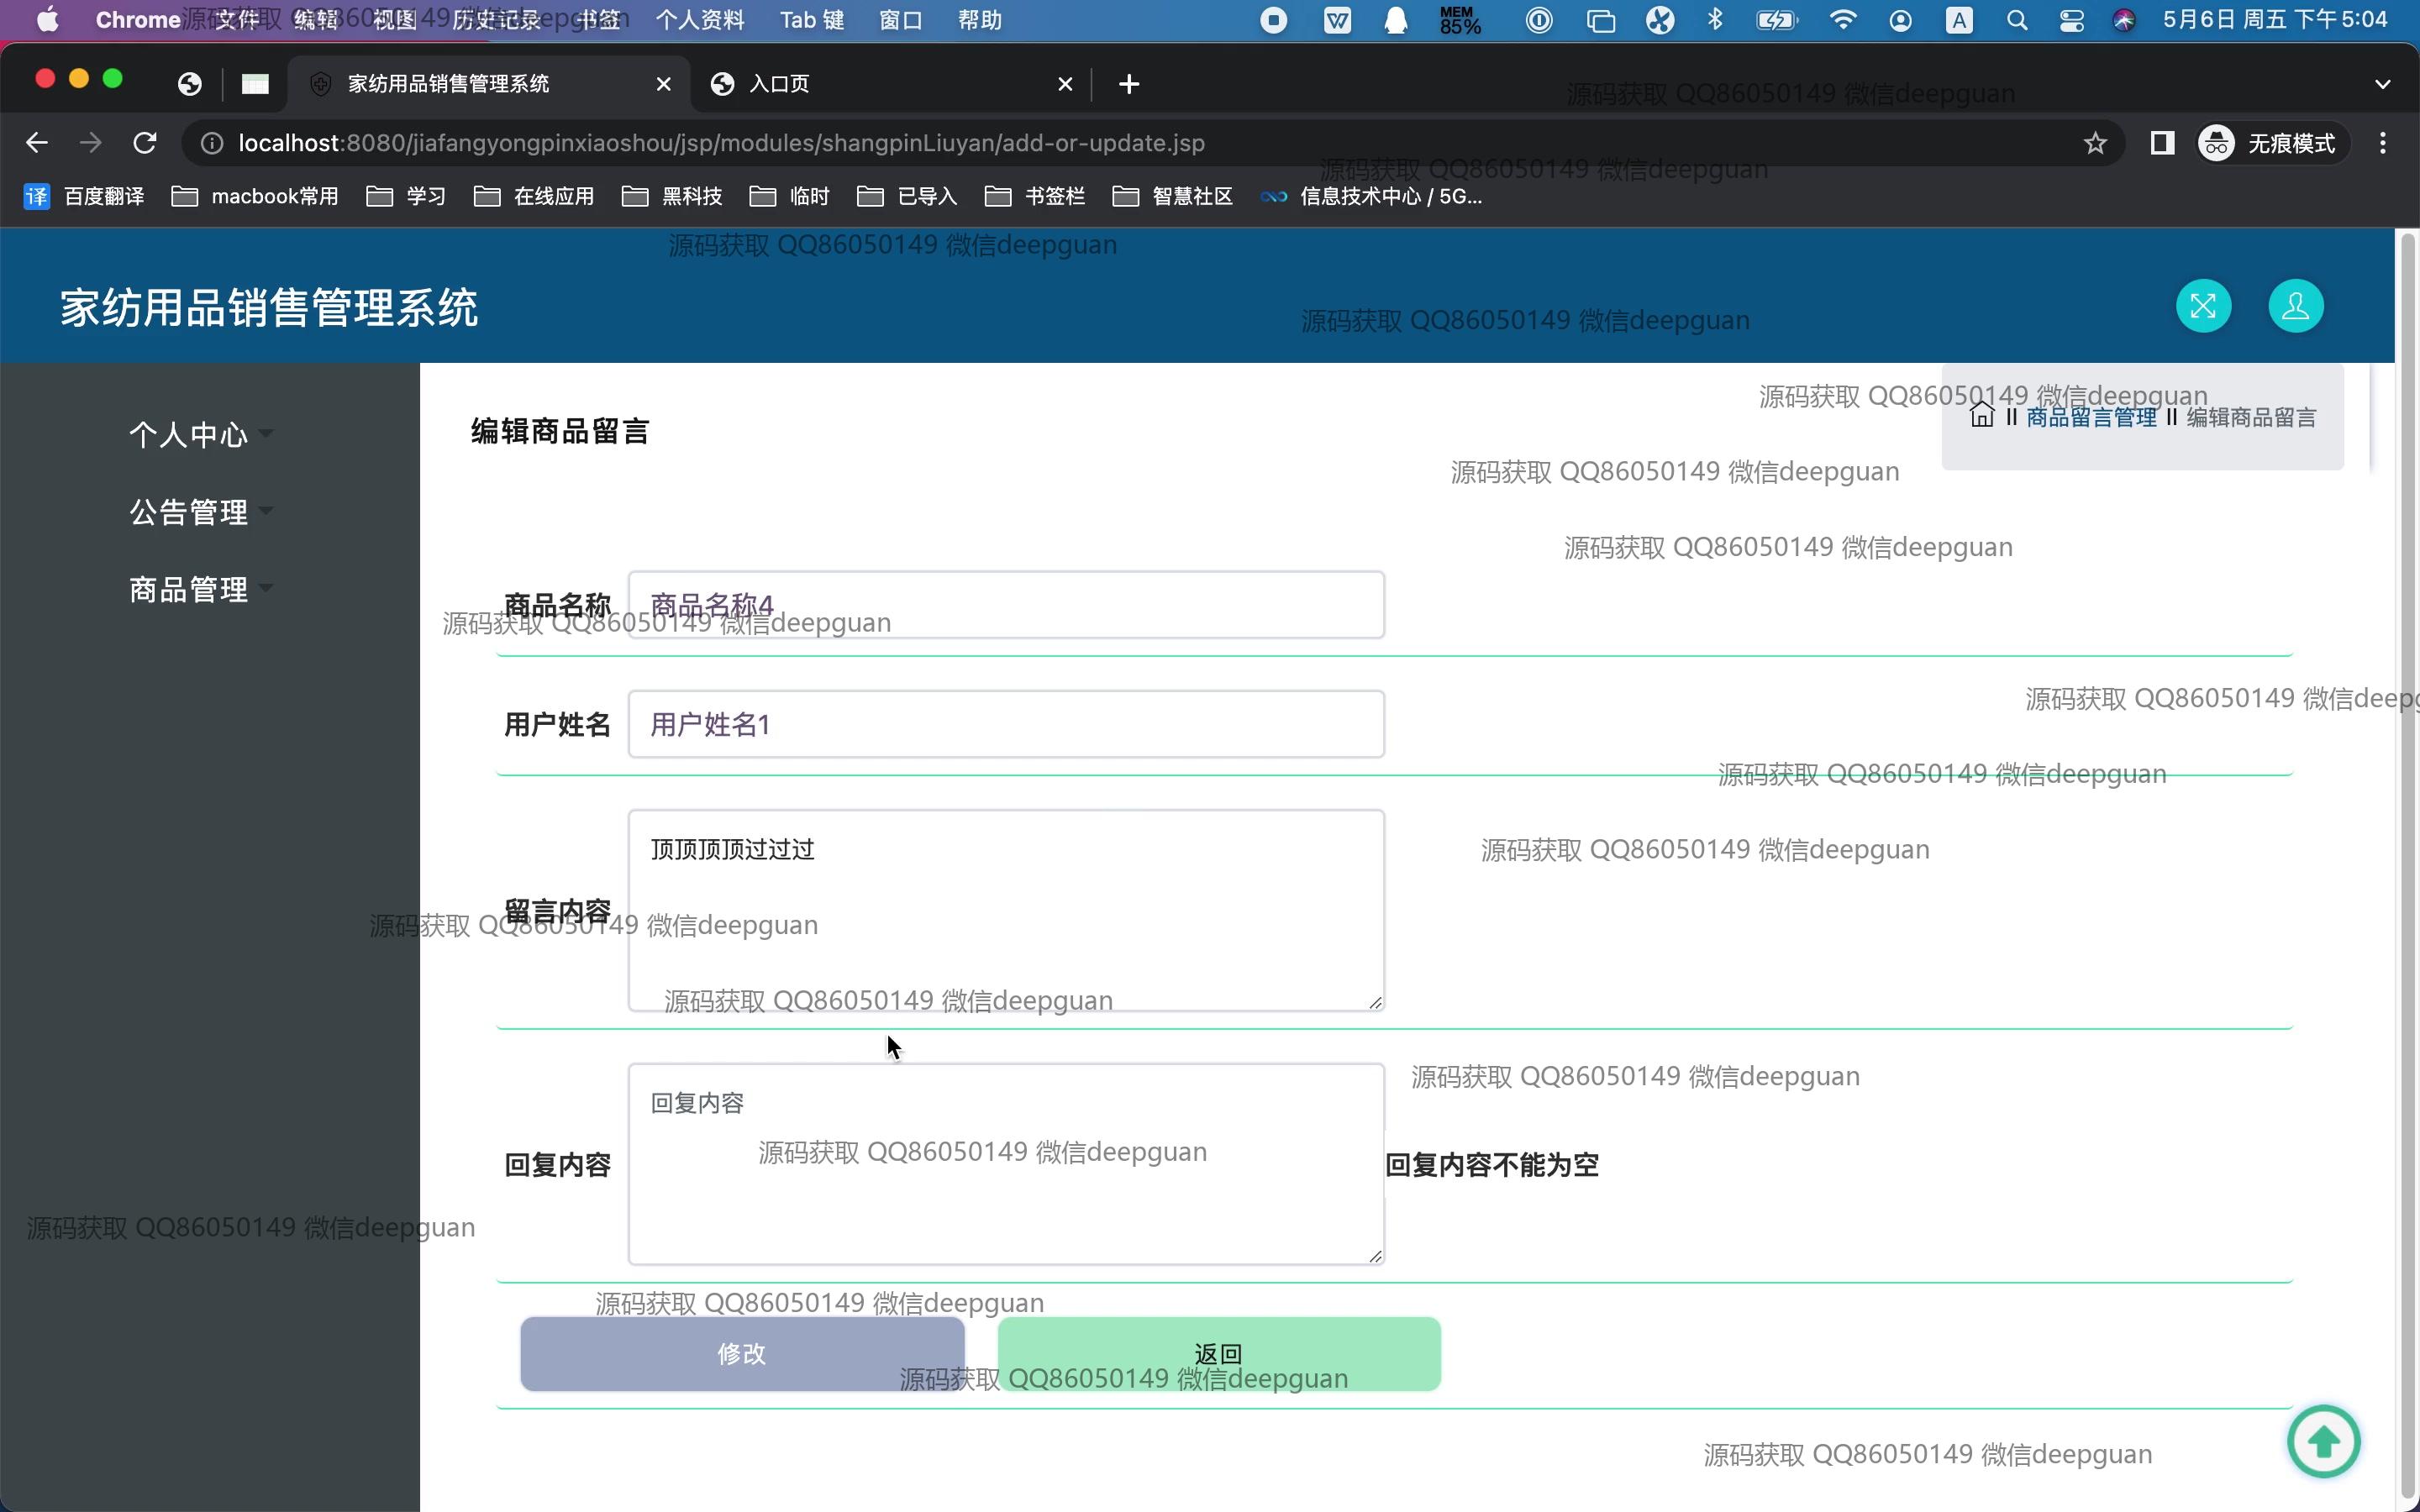 Chrome 文件 编辑 视图 历史记录 书签 个人资料 Tab 键 窗口 帮助 MEM 85% A 5月6日 周五 下午5:04
源码获取 QQ86050149 微信deepguan
家纺用品销售管理系统 入口页
源码获取 QQ86050149 微信deepguan
localhost:8080/jiafangyongpinxiaoshou/jsp/modules/shangpinLiuyan/add-or-update.jsp 无痕模式
源码获取 QQ86050149 微信deepguan
译 百度翻译 macbook常用 学习 在线应用 黑科技 临时 已导入 书签栏 智慧社区 信息技术中心 / 5G...
源码获取 QQ86050149 微信deepguan
家纺用品销售管理系统
源码获取 QQ86050149 微信deepguan
源码获取 QQ86050149 微信deepguan
商品留言管理 编辑商品留言
编辑商品留言
个人中心
源码获取 QQ86050149 微信deepguan
公告管理
源码获取 QQ86050149 微信deepguan
商品管理
商品名称 商品名称4
源码获取 QQ86050149 微信deepguan
源码获取 QQ86050149 微信deepg
用户姓名 用户姓名1
源码获取 QQ86050149 微信deepguan
顶顶顶顶过过过
源码获取 QQ86050149 微信deepguan
留言内容
源码获取 QQ86050149 微信deepguan
源码获取 QQ86050149 微信deepguan
源码获取 QQ86050149 微信deepguan
回复内容
源码获取 QQ86050149 微信deepguan
回复内容 回复内容不能为空
源码获取 QQ86050149 微信deepguan
源码获取 QQ86050149 微信deepguan
修改 返回
源码获取 QQ86050149 微信deepguan
源码获取 QQ86050149 微信deepguan